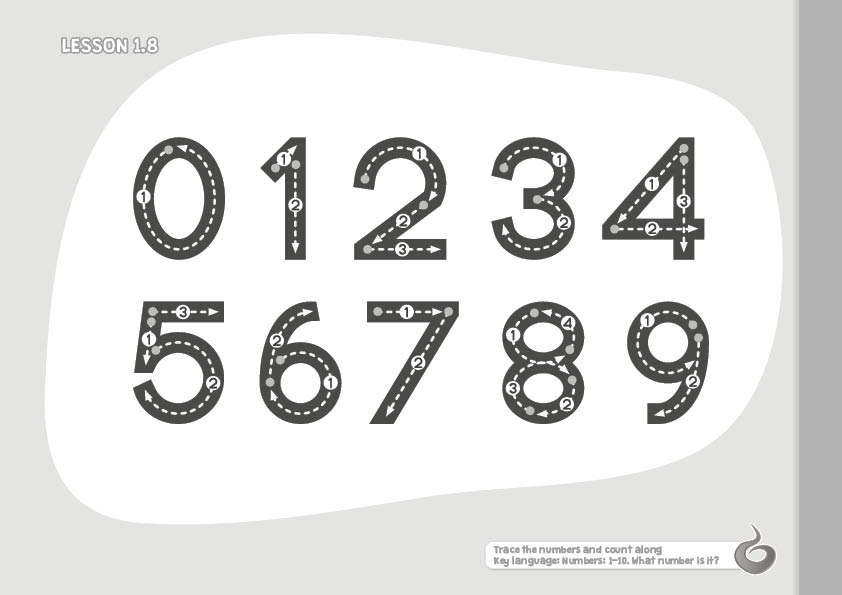 LESSON 1.8
0 1 2 3 4
5 6 7 8 9
Trace the numbers and count along
Key language: Numbers: 1–10. What number is it?